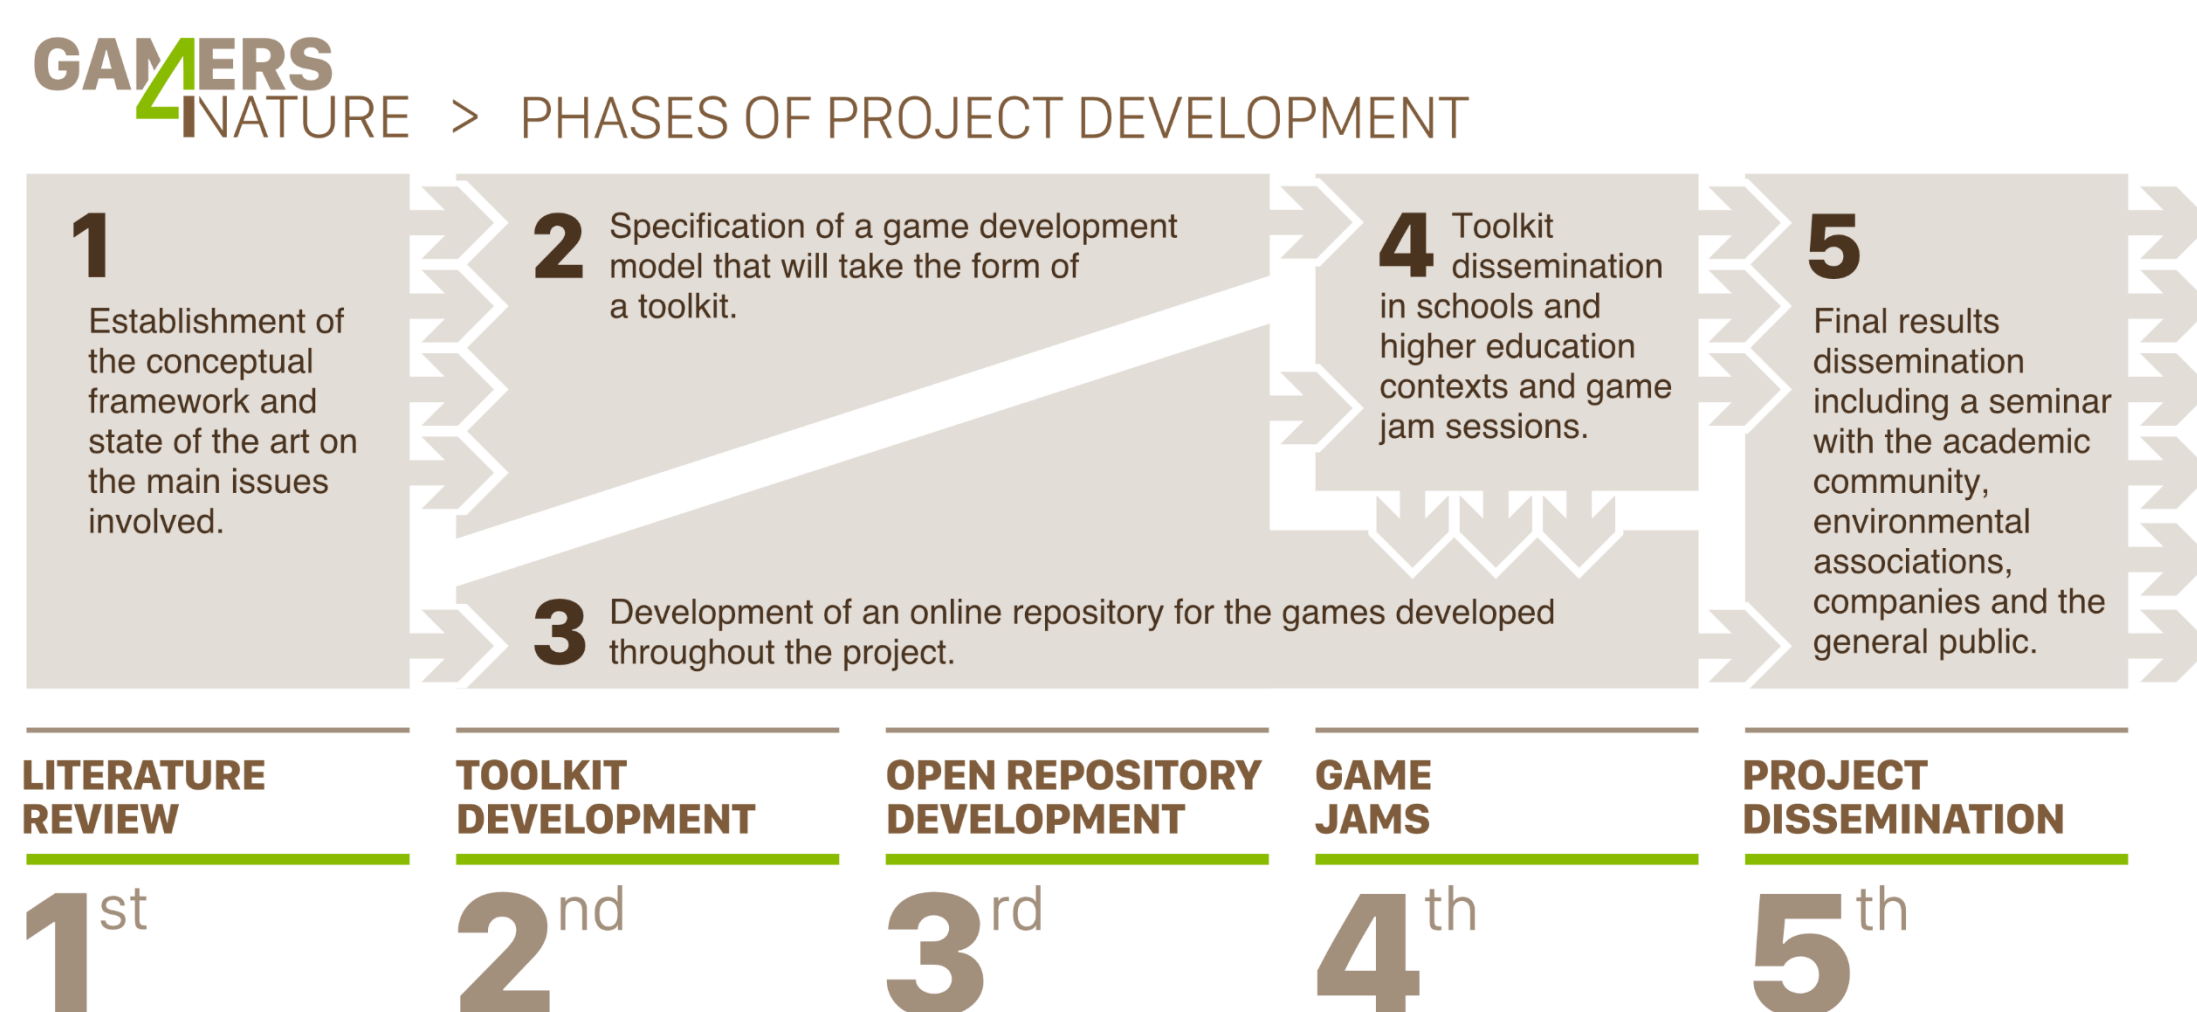 GAMERS
4NATURE > PHASES OF PROJECT DEVELOPMENT
1
Establishment of
the conceptual
framework and
state of the art on
the main issues
involved.
2 Specification of a game development
model that will take the form of
a toolkit.
3 Development of an online repository for the games developed
throughout the project.
4 Toolkit
dissemination
in schools and
higher education
contexts and game
jam sessions.
5
Final results
dissemination
including a seminar
with the academic
community,
environmental
associations,
companies and the
general public.
LITERATURE
REVIEW
1st
TOOLKIT
DEVELOPMENT
2nd
OPEN REPOSITORY
DEVELOPMENT
3rd
GAME
JAMS
4th
PROJECT
DISSEMINATION
5th